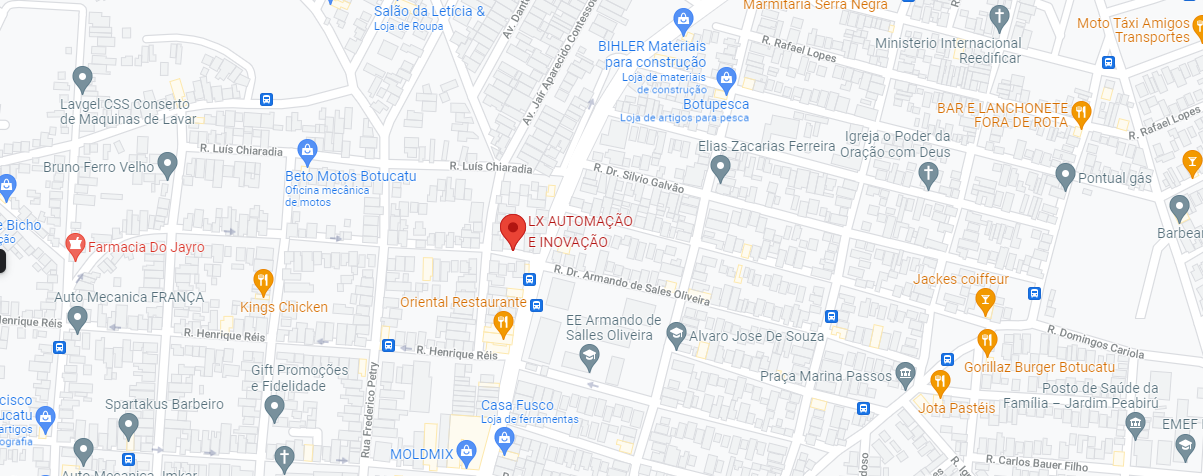 Salão da Letícia &
Loja de Roupa
Av. Dante
Av. Jair Aparecido Contessot
BIHLER Materiais
para construção
Loja de materiais
de construção
Marmitaria Serra Negra
R. Rafael Lopes
Ministerio Internacional
Reedificar
Moto Táxi Amigos
Transportes
Lavgel CSS Conserto
de Maquinas de Lavar
Botupesca
Loja de artigos para pesca
BAR E LANCHONETE
FORA DE ROTA
R. Rafael Lopes
R. Luís Chiaradia
Bruno Ferro Velho
Beto Motos Botucatu
Oficina mecânica
de motos
R. Luís Chiaradia
R. Dr. Silvio Galvão
Elias Zacarias Ferreira
Igreja o Poder da
Oração com Deus
Pontual gás
e Bicho
ção
Farmacia Do Jayro
LX AUTOMAÇÃO
E INOVAÇÃO
Barbear
Kings Chicken
R. Dr. Armando de Sales Oliveira
Jackes coiffeur
Auto Mecanica FRANÇA
Oriental Restaurante
Henrique Réis
R. Henrique Réis
R. Henrique Réis
EE Armando de
Salles Oliveira
Alvaro Jose De Souza
R. Domingos Cariola
Gorillaz Burger Botucatu
Gift Promoções
e Fidelidade
Rua Frederico Petry
Praça Marina Passos
Posto de Saúde da
Família – Jardim Peabirú
Spartakus Barbeiro
Casa Fusco
Loja de ferramentas
Jota Pastéis
cisco
ucatu
artigos
ografia
MOLDMIX
EMEF
R. Carlos Bauer Filho
doso
Auto Mecanica Imkar